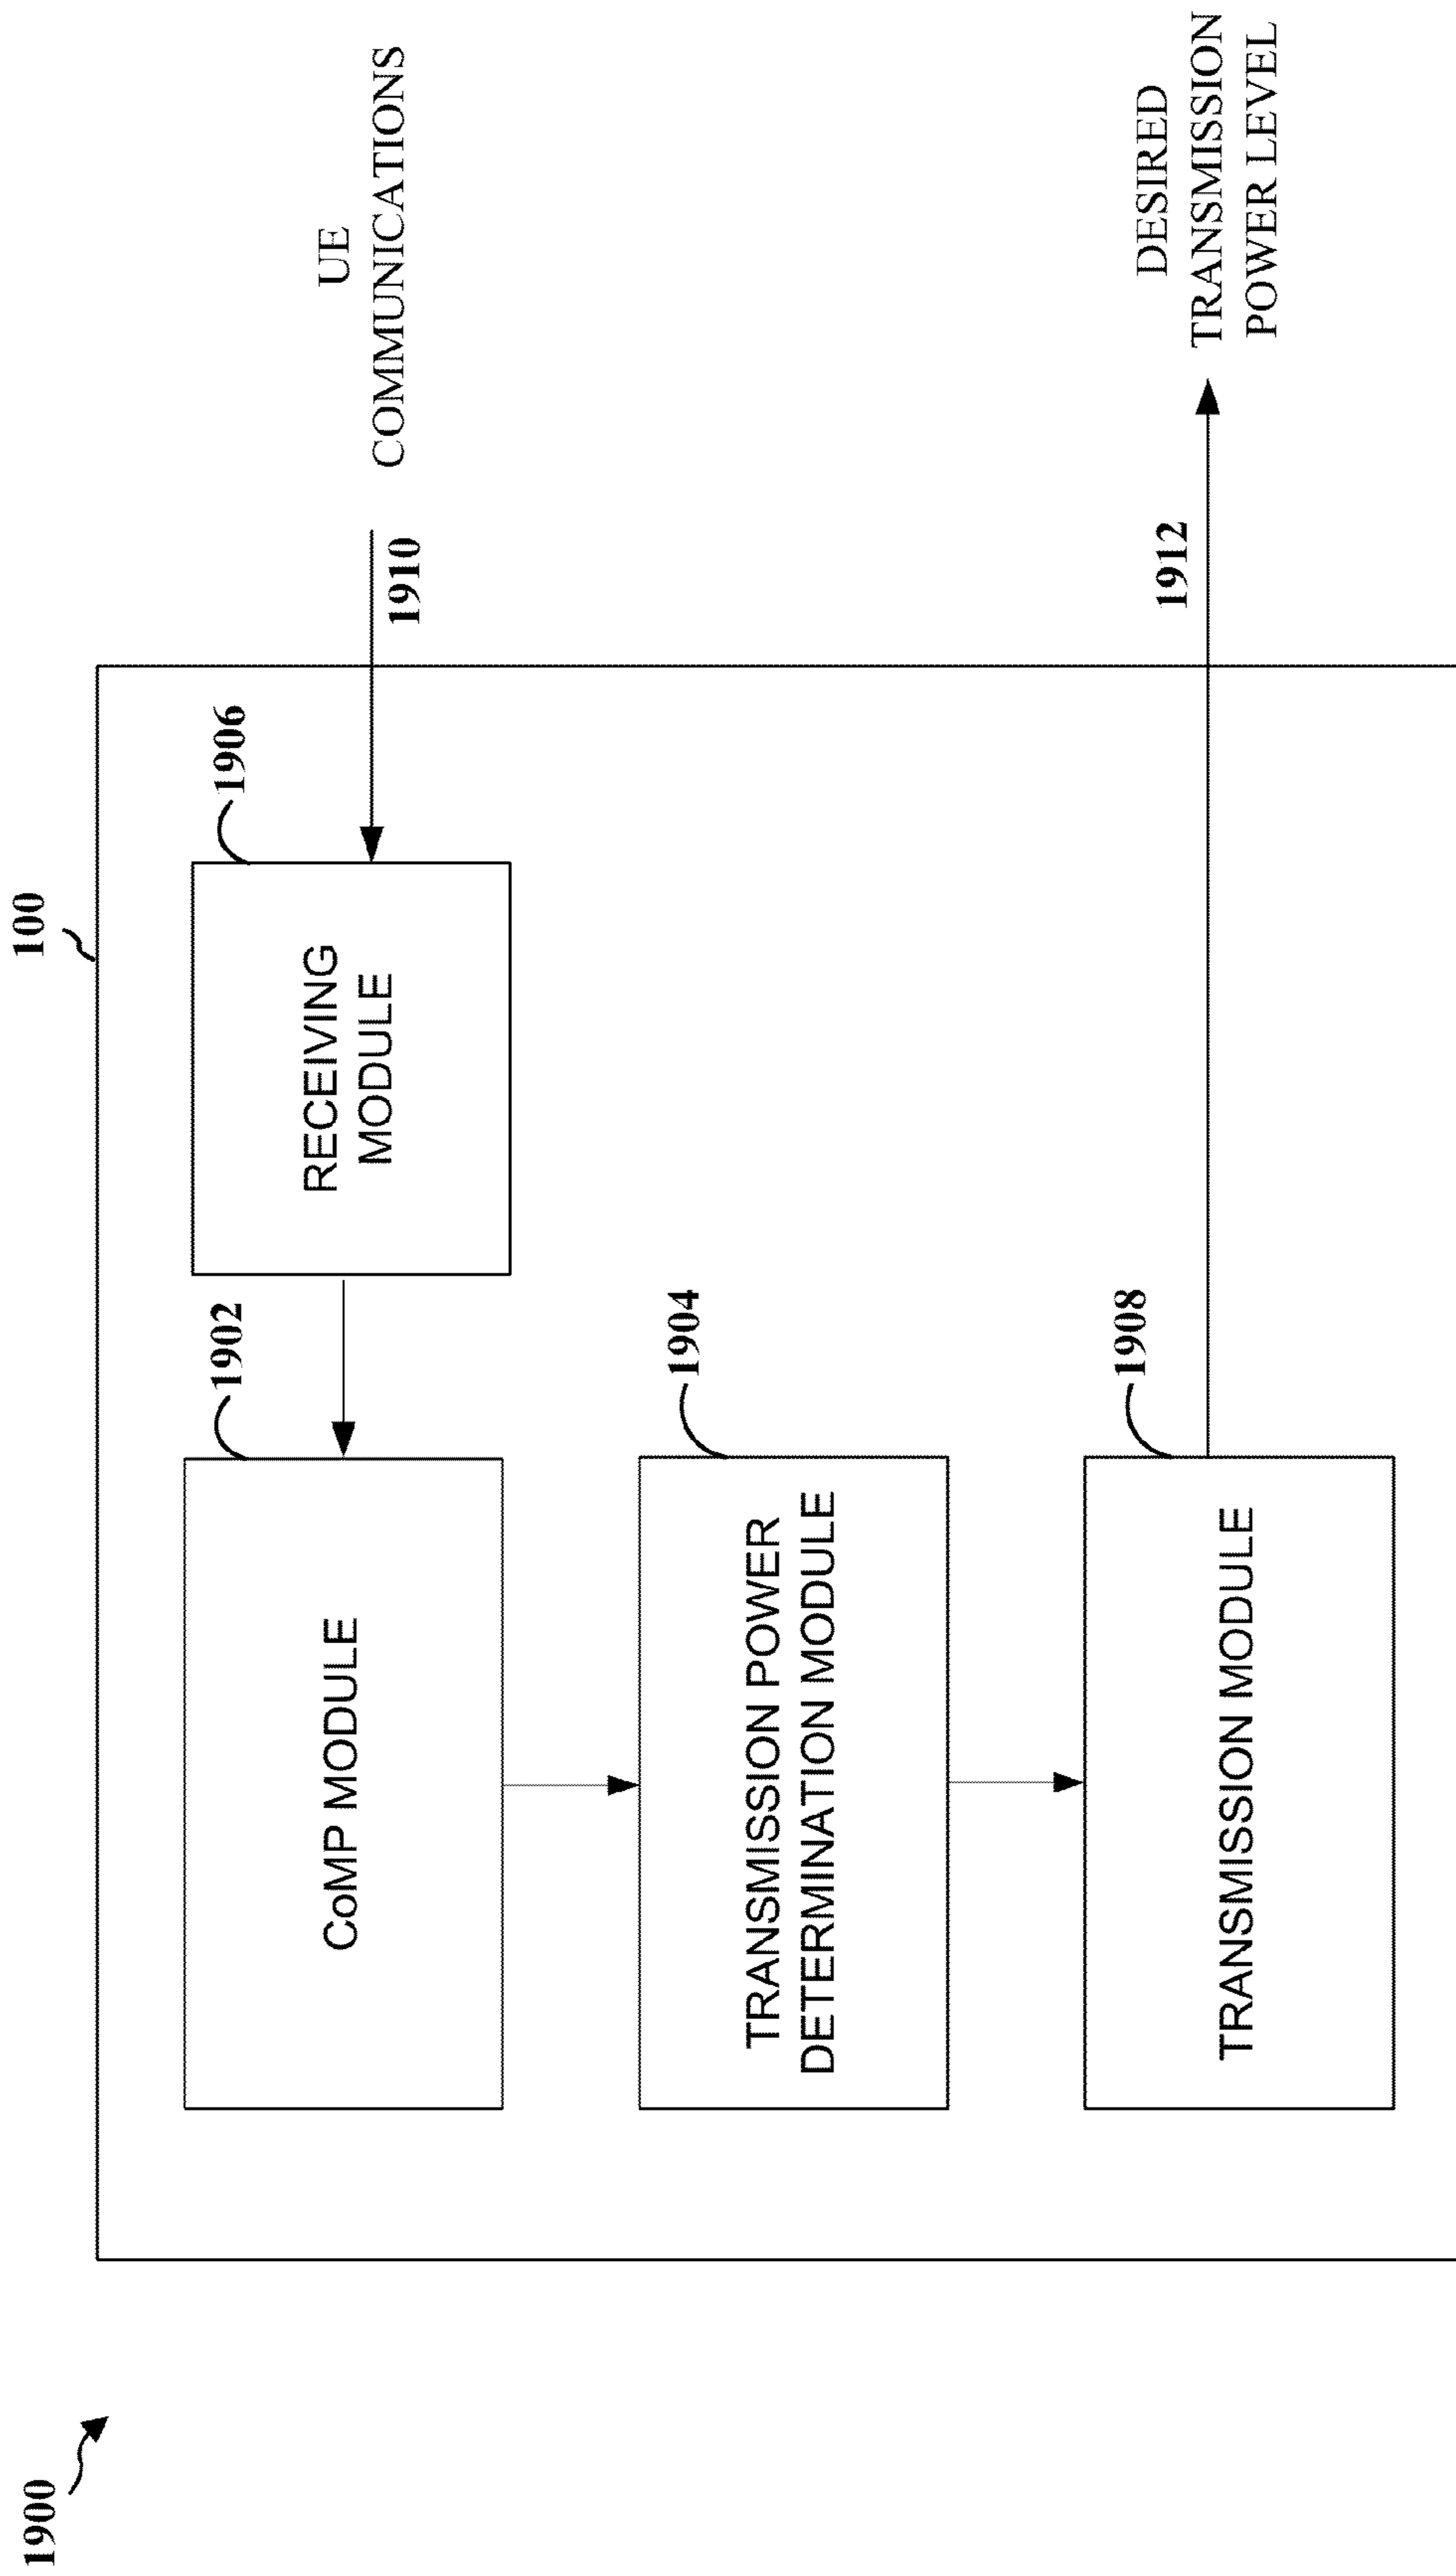 1900
100
1902
CoMP MODULE
1906
RECEIVING
MODULE
1910
UE
COMMUNICATIONS
1904
TRANSMISSION POWER
DETERMINATION MODULE
1908
TRANSMISSION MODULE
1912
DESIRED
TRANSMISSION
POWER LEVEL